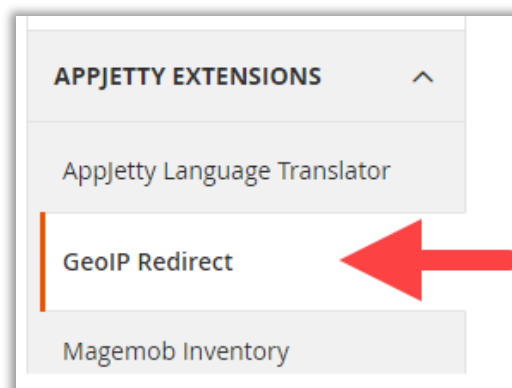 APPJETTY EXTENSIONS
AppJetty Language Translator
GeoIP Redirect
Magemob Inventory